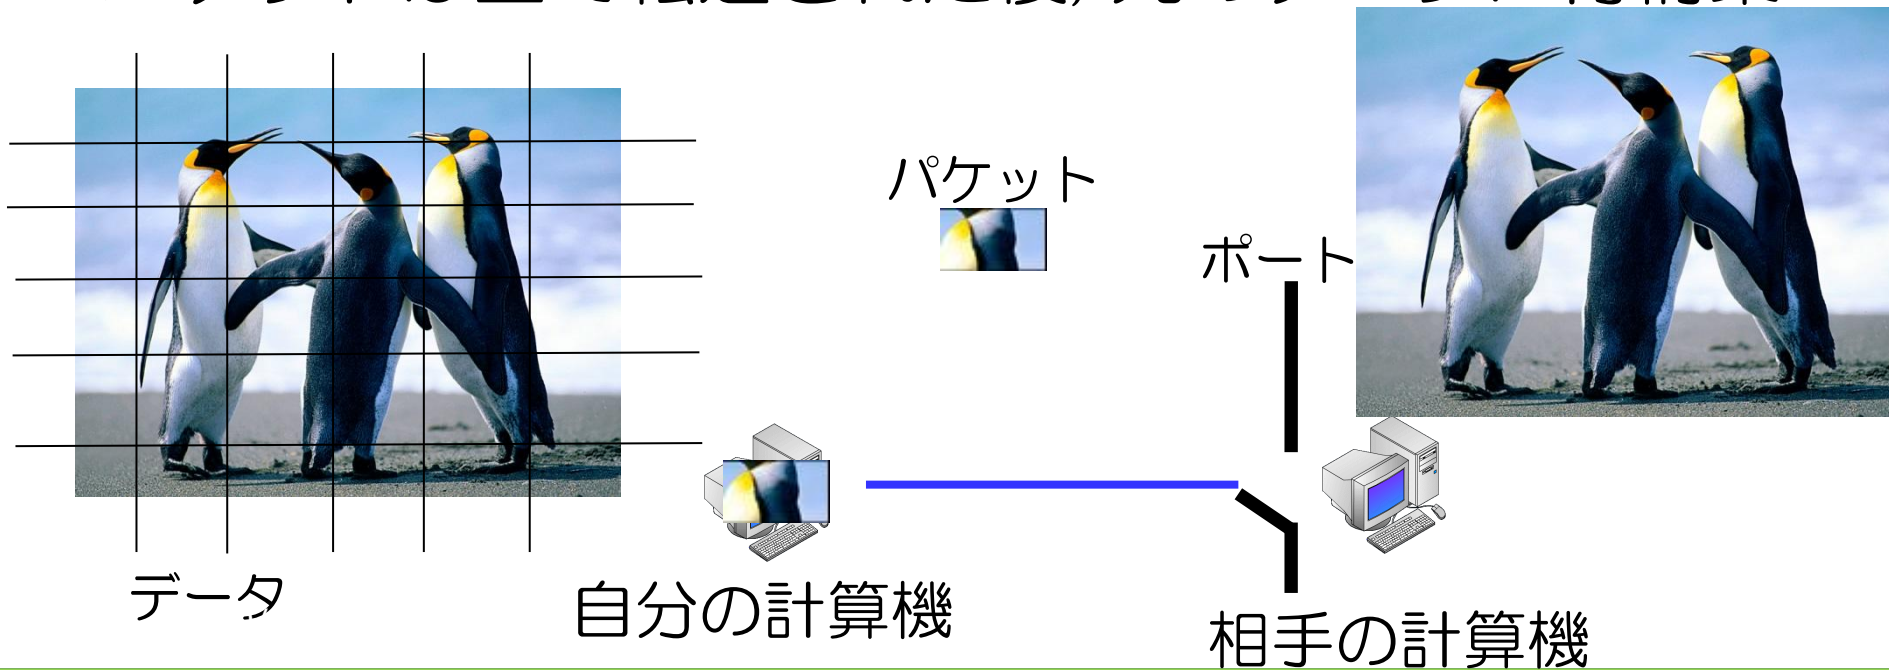 パケット
ポート
データ
自分の計算機
相手の計算機